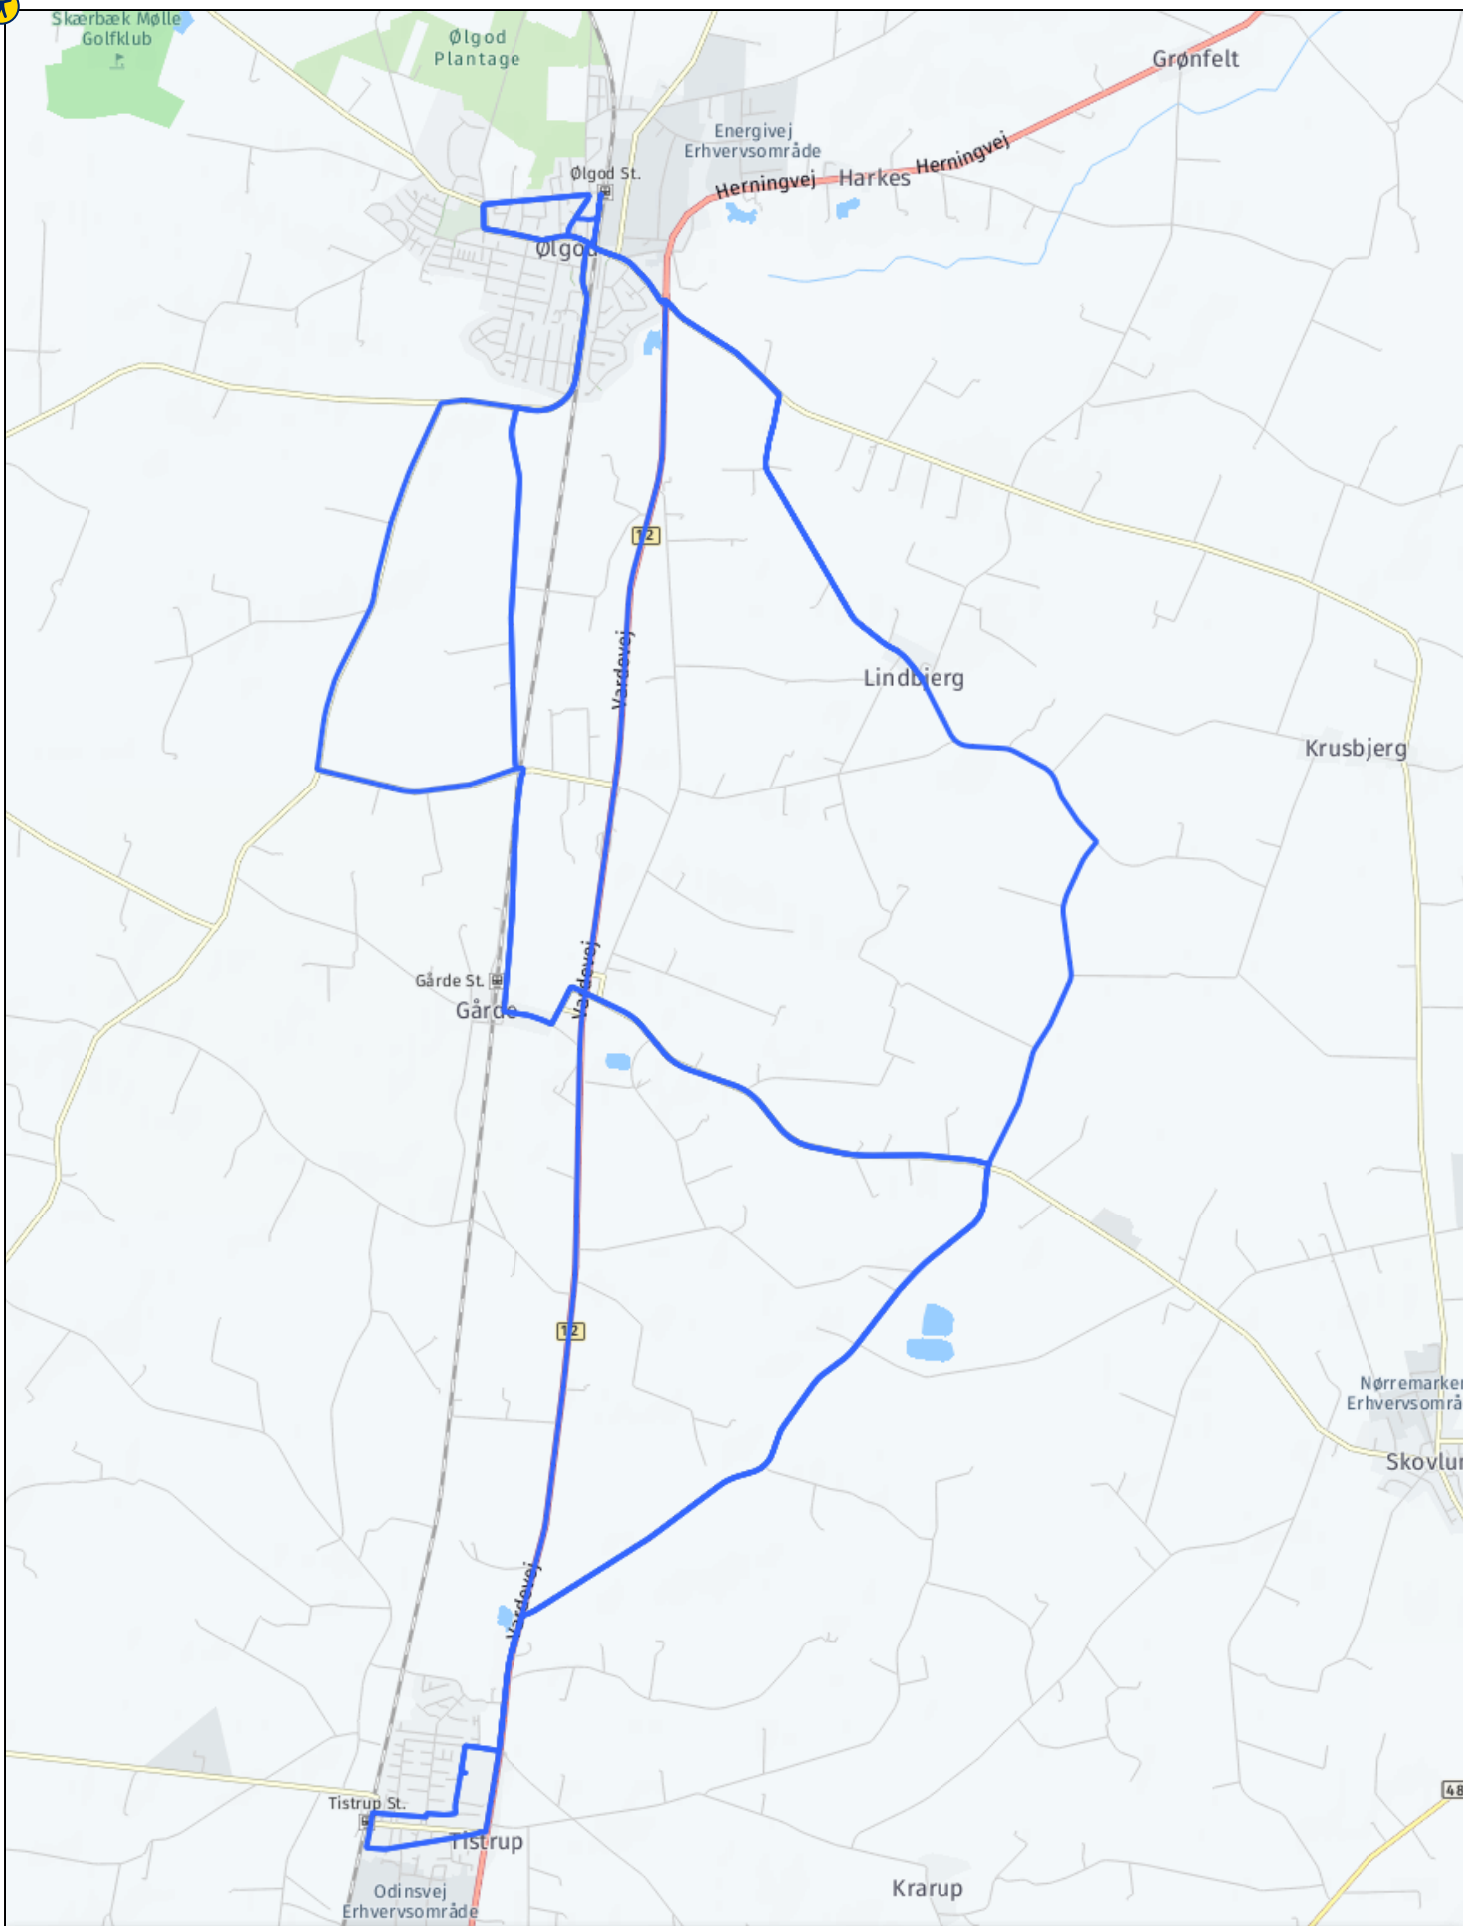 Skærbæk Mølle
Golfklub
Ølgod
Plantage
Grønfelt
Energivej
Erhvervsområde
Ølgod St.
Herningvej
Harkes
Herningvej
Ølgod
12
Vardevej
Lindbjerg
Krusbjerg
Vardevej
Gårde St.
Gårde
12
Nørremarken
Erhvervsområ
Skovlun
Vardevej
Tistrup St.
Tistrup
48
Krarup
Odinsvej
Erhvervsområde